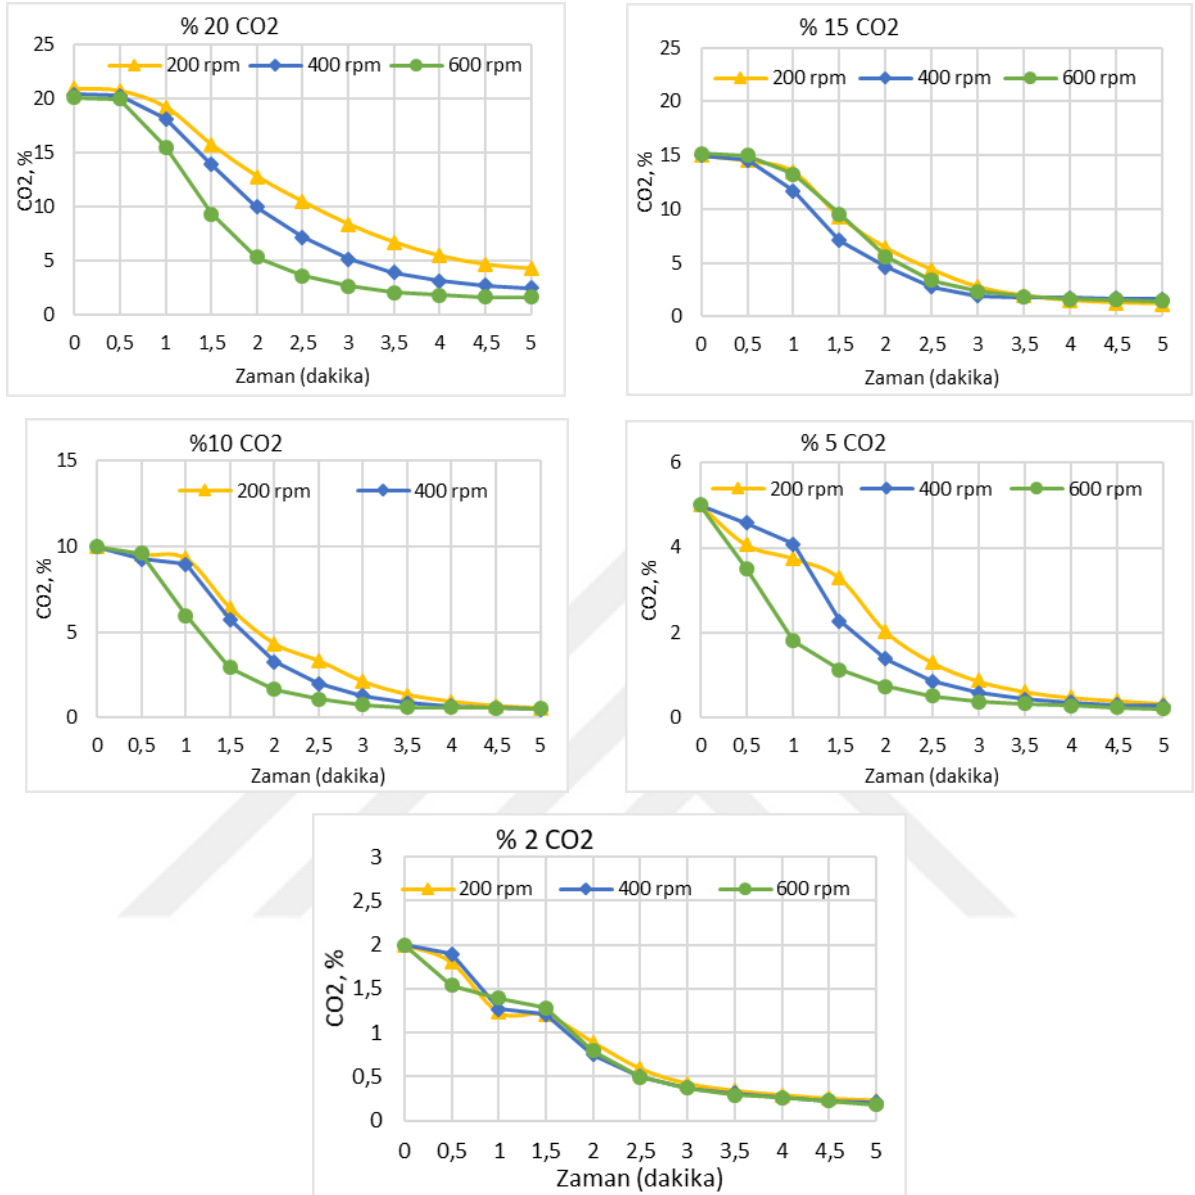 % 20 CO2
25
200 rpm 400 rpm 600 rpm
20
15
10
5
0
CO2, %
0 0,5 1 1,5 2 2,5 3 3,5 4 4,5 5
Zaman (dakika)
% 15 CO2
25
200 rpm 400 rpm 600 rpm
20
15
10
5
0
CO2, %
0 0,5 1 1,5 2 2,5 3 3,5 4 4,5 5
Zaman (dakika)
%10 CO2
15
200 rpm 400 rpm
10
5
0
CO2, %
0 0,5 1 1,5 2 2,5 3 3,5 4 4,5 5
Zaman (dakika)
% 5 CO2
6
200 rpm 400 rpm 600 rpm
4
2
0
CO2, %
0 0,5 1 1,5 2 2,5 3 3,5 4 4,5 5
Zaman (dakika)
% 2 CO2
3
200 rpm 400 rpm 600 rpm
2,5
2
1,5
1
0,5
0
CO2, %
0 0,5 1 1,5 2 2,5 3 3,5 4 4,5 5
Zaman (dakika)